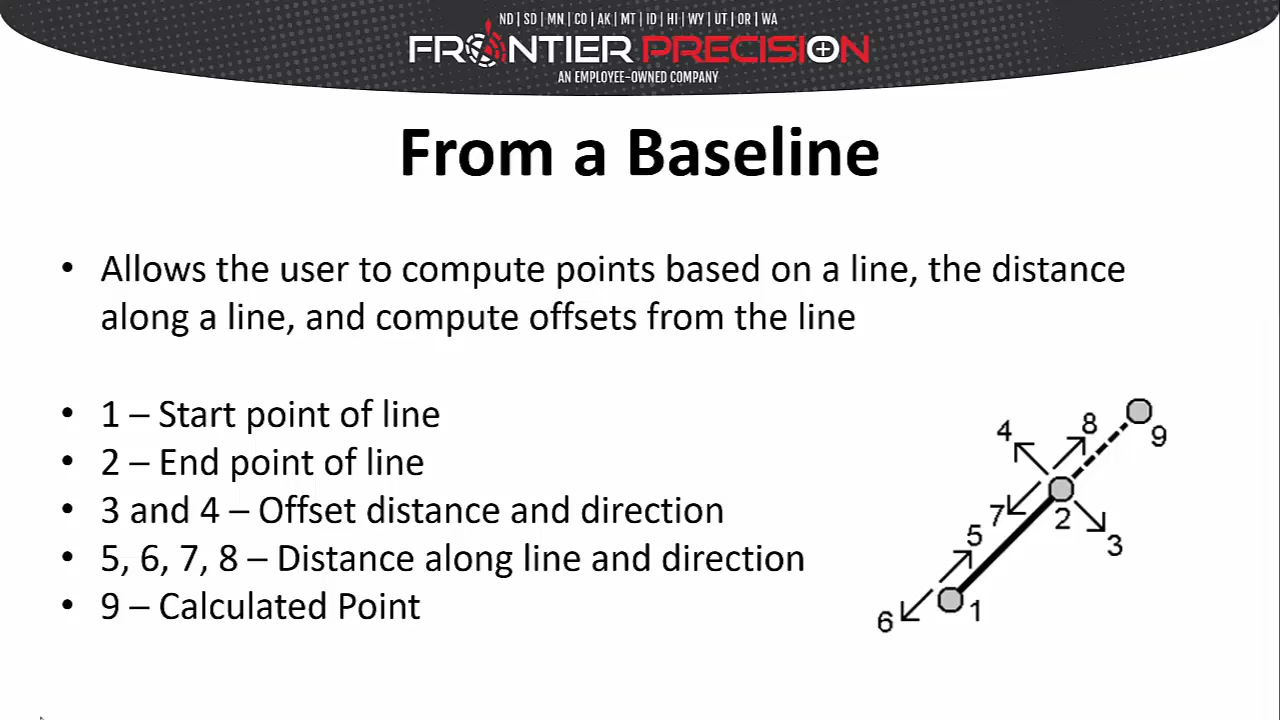 ND | SD | MN | CO | AK | MT | ID | HI | WY | UT | OR | WA
FRONTIER PRECISION
AN EMPLOYEE-OWNED COMPANY
From a Baseline
• Allows the user to compute points based on a line, the distance
along a line, and compute offsets from the line
• 1 – Start point of line
• 2 – End point of line
• 3 and 4 – Offset distance and direction
• 5, 6, 7, 8 – Distance along line and direction
• 9 – Calculated Point
4
8
9
7
2
5
3
6
1